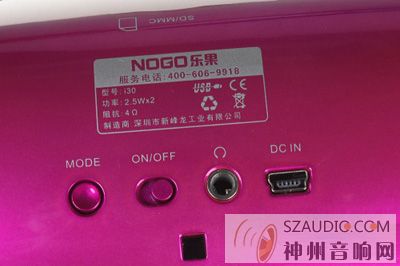 SD/MMC
NOGO乐果
服务电话:400-606-9918
型号: i30
功率: 2.5W×2
阻抗: 4Ω
制造商 深圳市新峰龙工业有限公司
USB
MODE
ON/OFF
DC IN
SZAUDIO.COM
神州音响网